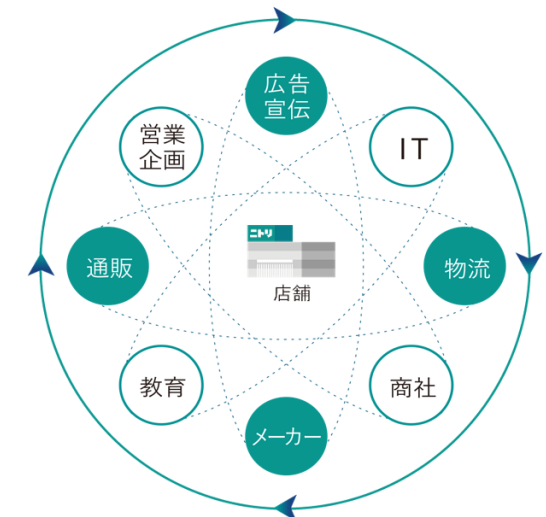 広告
宣伝
営業
企画
IT
ニトリ
通販
物流
店舗
教育
商社
メーカー